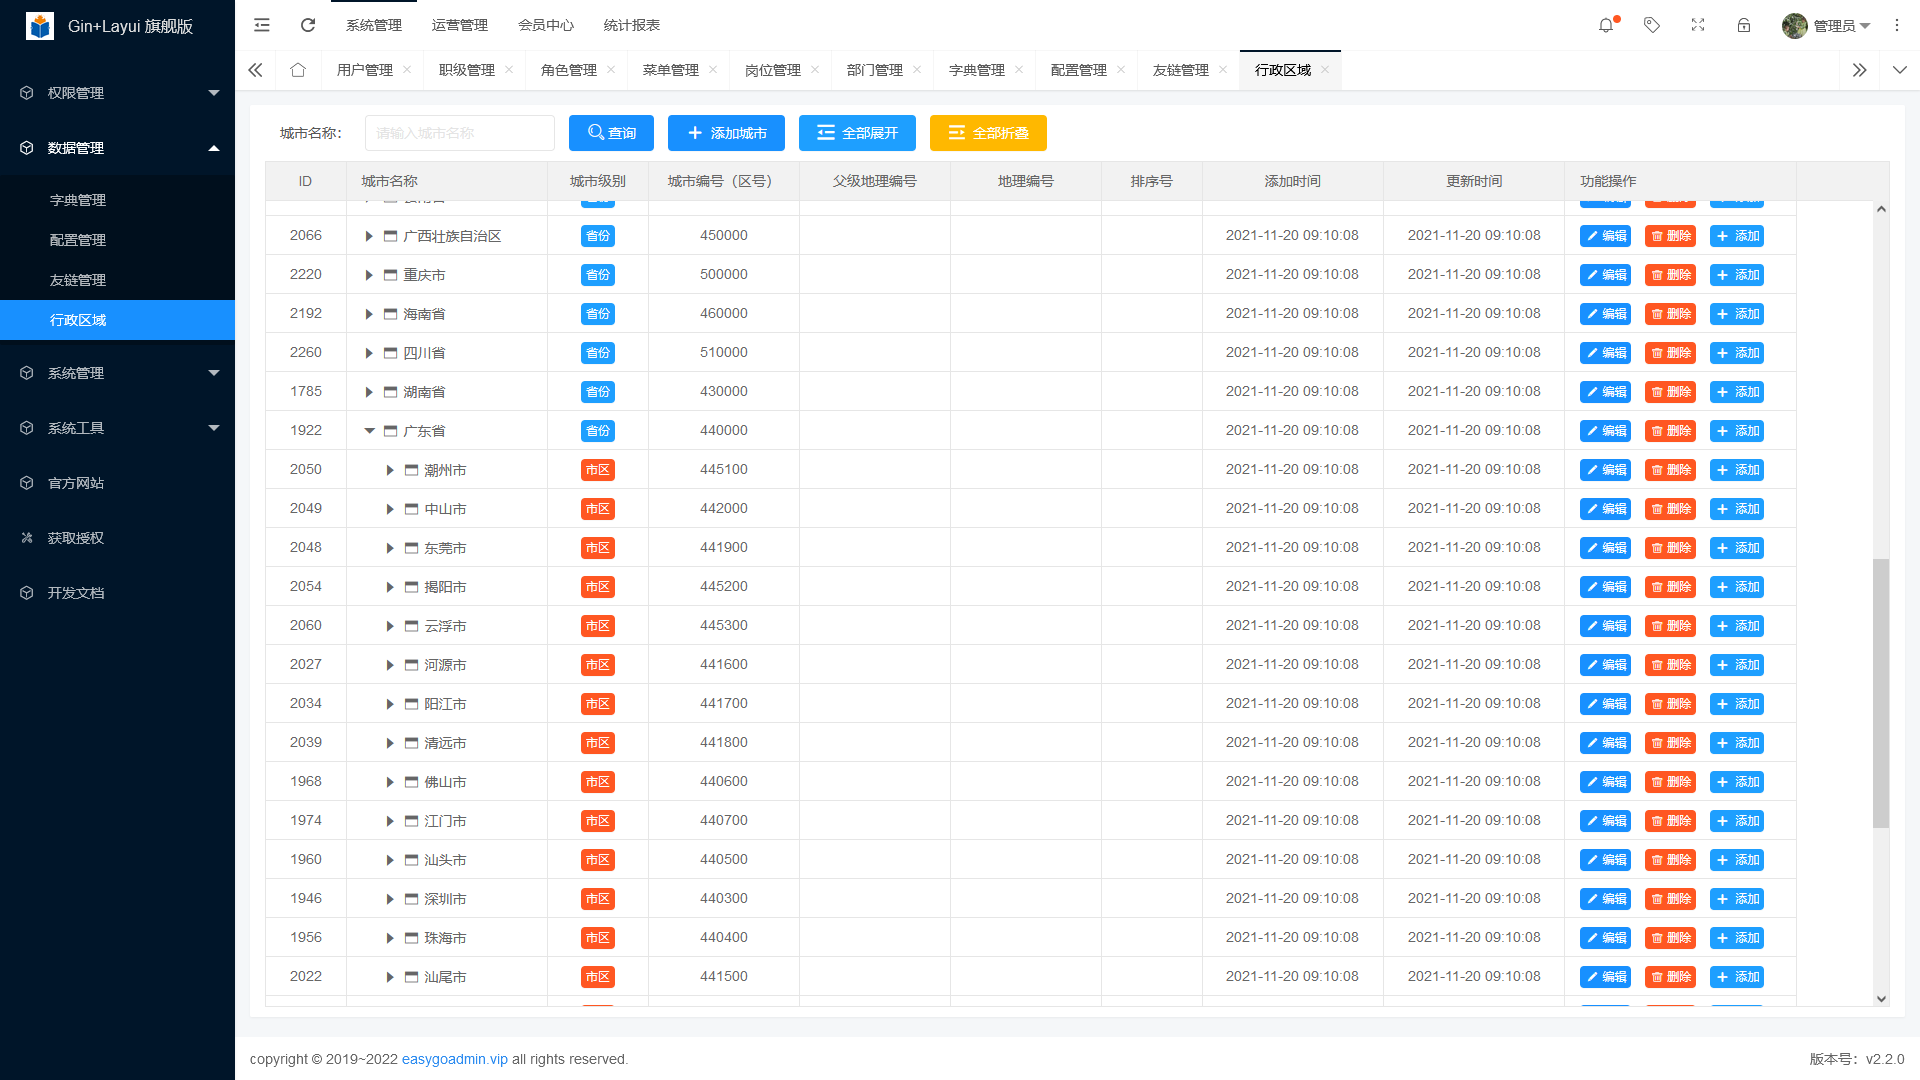 Gin+Layui 旗舰版
系统管理 运营管理 会员中心 统计报表 管理员
用户管理 职级管理 角色管理 菜单管理 岗位管理 部门管理 字典管理 配置管理 友链管理 行政区域
权限管理
数据管理
字典管理
配置管理
友链管理
行政区域
系统管理
系统工具
官方网站
获取授权
开发文档
城市名称： 请输入城市名称 查询 添加城市 全部展开 全部折叠
ID 城市名称 城市级别 城市编号（区号） 父级地理编号 地理编号 排序号 添加时间 更新时间 功能操作
2066 广西壮族自治区 省份 450000 2021-11-20 09:10:08 2021-11-20 09:10:08 编辑 删除 添加
2220 重庆市 省份 500000 2021-11-20 09:10:08 2021-11-20 09:10:08 编辑 删除 添加
2192 海南省 省份 460000 2021-11-20 09:10:08 2021-11-20 09:10:08 编辑 删除 添加
2260 四川省 省份 510000 2021-11-20 09:10:08 2021-11-20 09:10:08 编辑 删除 添加
1785 湖南省 省份 430000 2021-11-20 09:10:08 2021-11-20 09:10:08 编辑 删除 添加
1922 广东省 省份 440000 2021-11-20 09:10:08 2021-11-20 09:10:08 编辑 删除 添加
2050 潮州市 市区 445100 2021-11-20 09:10:08 2021-11-20 09:10:08 编辑 删除 添加
2049 中山市 市区 442000 2021-11-20 09:10:08 2021-11-20 09:10:08 编辑 删除 添加
2048 东莞市 市区 441900 2021-11-20 09:10:08 2021-11-20 09:10:08 编辑 删除 添加
2054 揭阳市 市区 445200 2021-11-20 09:10:08 2021-11-20 09:10:08 编辑 删除 添加
2060 云浮市 市区 445300 2021-11-20 09:10:08 2021-11-20 09:10:08 编辑 删除 添加
2027 河源市 市区 441600 2021-11-20 09:10:08 2021-11-20 09:10:08 编辑 删除 添加
2034 阳江市 市区 441700 2021-11-20 09:10:08 2021-11-20 09:10:08 编辑 删除 添加
2039 清远市 市区 441800 2021-11-20 09:10:08 2021-11-20 09:10:08 编辑 删除 添加
1968 佛山市 市区 440600 2021-11-20 09:10:08 2021-11-20 09:10:08 编辑 删除 添加
1974 江门市 市区 440700 2021-11-20 09:10:08 2021-11-20 09:10:08 编辑 删除 添加
1960 汕头市 市区 440500 2021-11-20 09:10:08 2021-11-20 09:10:08 编辑 删除 添加
1946 深圳市 市区 440300 2021-11-20 09:10:08 2021-11-20 09:10:08 编辑 删除 添加
1956 珠海市 市区 440400 2021-11-20 09:10:08 2021-11-20 09:10:08 编辑 删除 添加
2022 汕尾市 市区 441500 2021-11-20 09:10:08 2021-11-20 09:10:08 编辑 删除 添加
copyright © 2019~2022 easygoadmin.vip all rights reserved. 版本号：v2.2.0